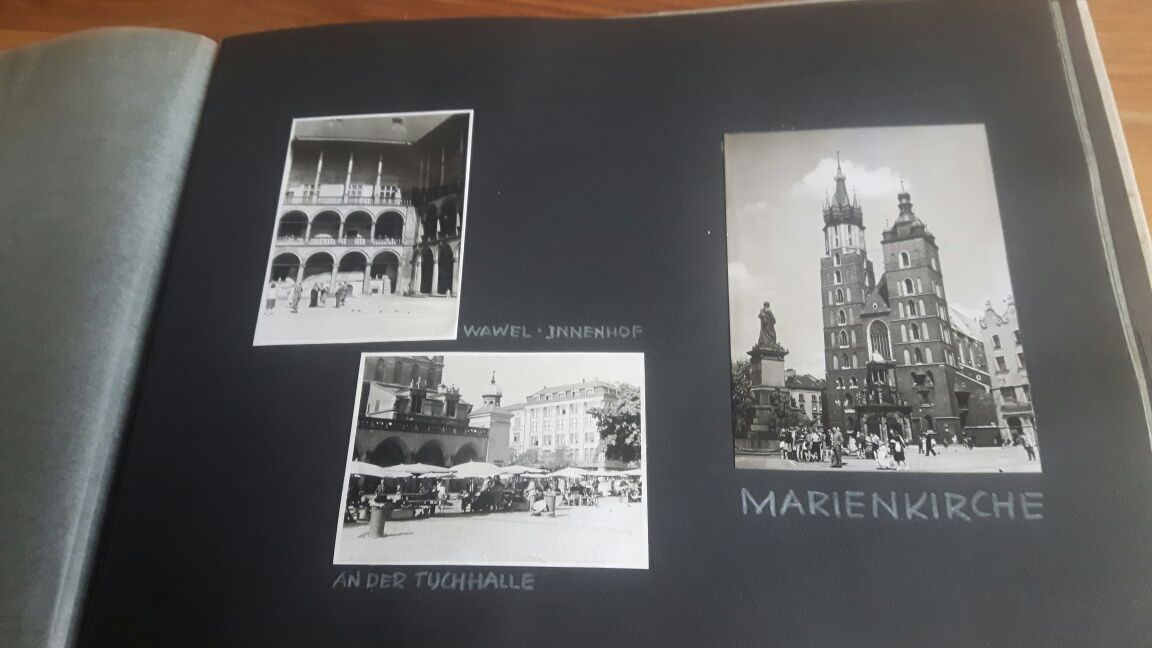 WAWEL · JNNENHOF
AN DER TUCHHALLE
MARIENKIRCHE